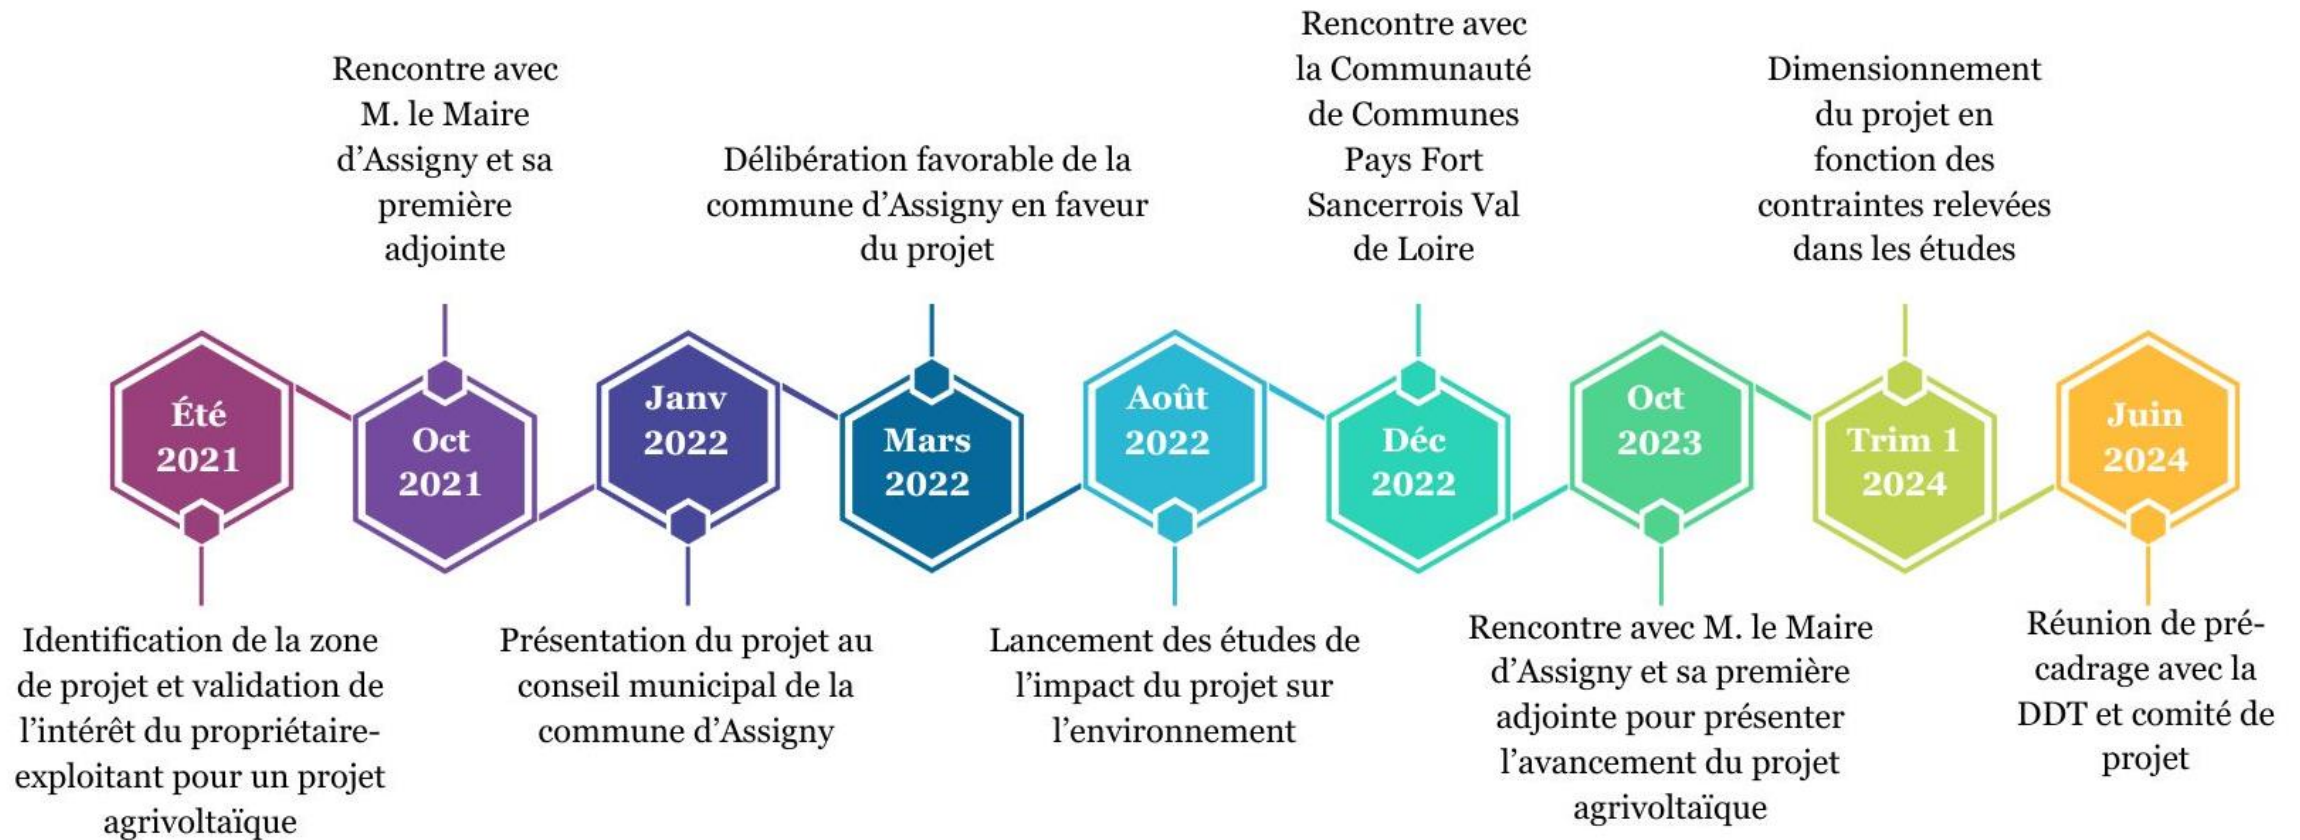 Été
2021
Identification de la zone
de projet et validation de
l’intérêt du propriétaire-
exploitant pour un projet
agrivoltaïque
Rencontre avec
M. le Maire
d’Assigny et sa
première
adjointe
Oct
2021
Janv
2022
Présentation du projet au
conseil municipal de la
commune d’Assigny
Délibération favorable de la
commune d’Assigny en faveur
du projet
Mars
2022
Août
2022
Lancement des études de
l’impact du projet sur
l’environnement
Rencontre avec
la Communauté
de Communes
Pays Fort
Sancerrois Val
de Loire
Déc
2022
Oct
2023
Rencontre avec M. le Maire
d’Assigny et sa première
adjointe pour présenter
l’avancement du projet
agrivoltaïque
Dimensionnement
du projet en
fonction des
contraintes relevées
dans les études
Trim 1
2024
Juin
2024
Réunion de pré-
cadrage avec la
DDT et comité de
projet